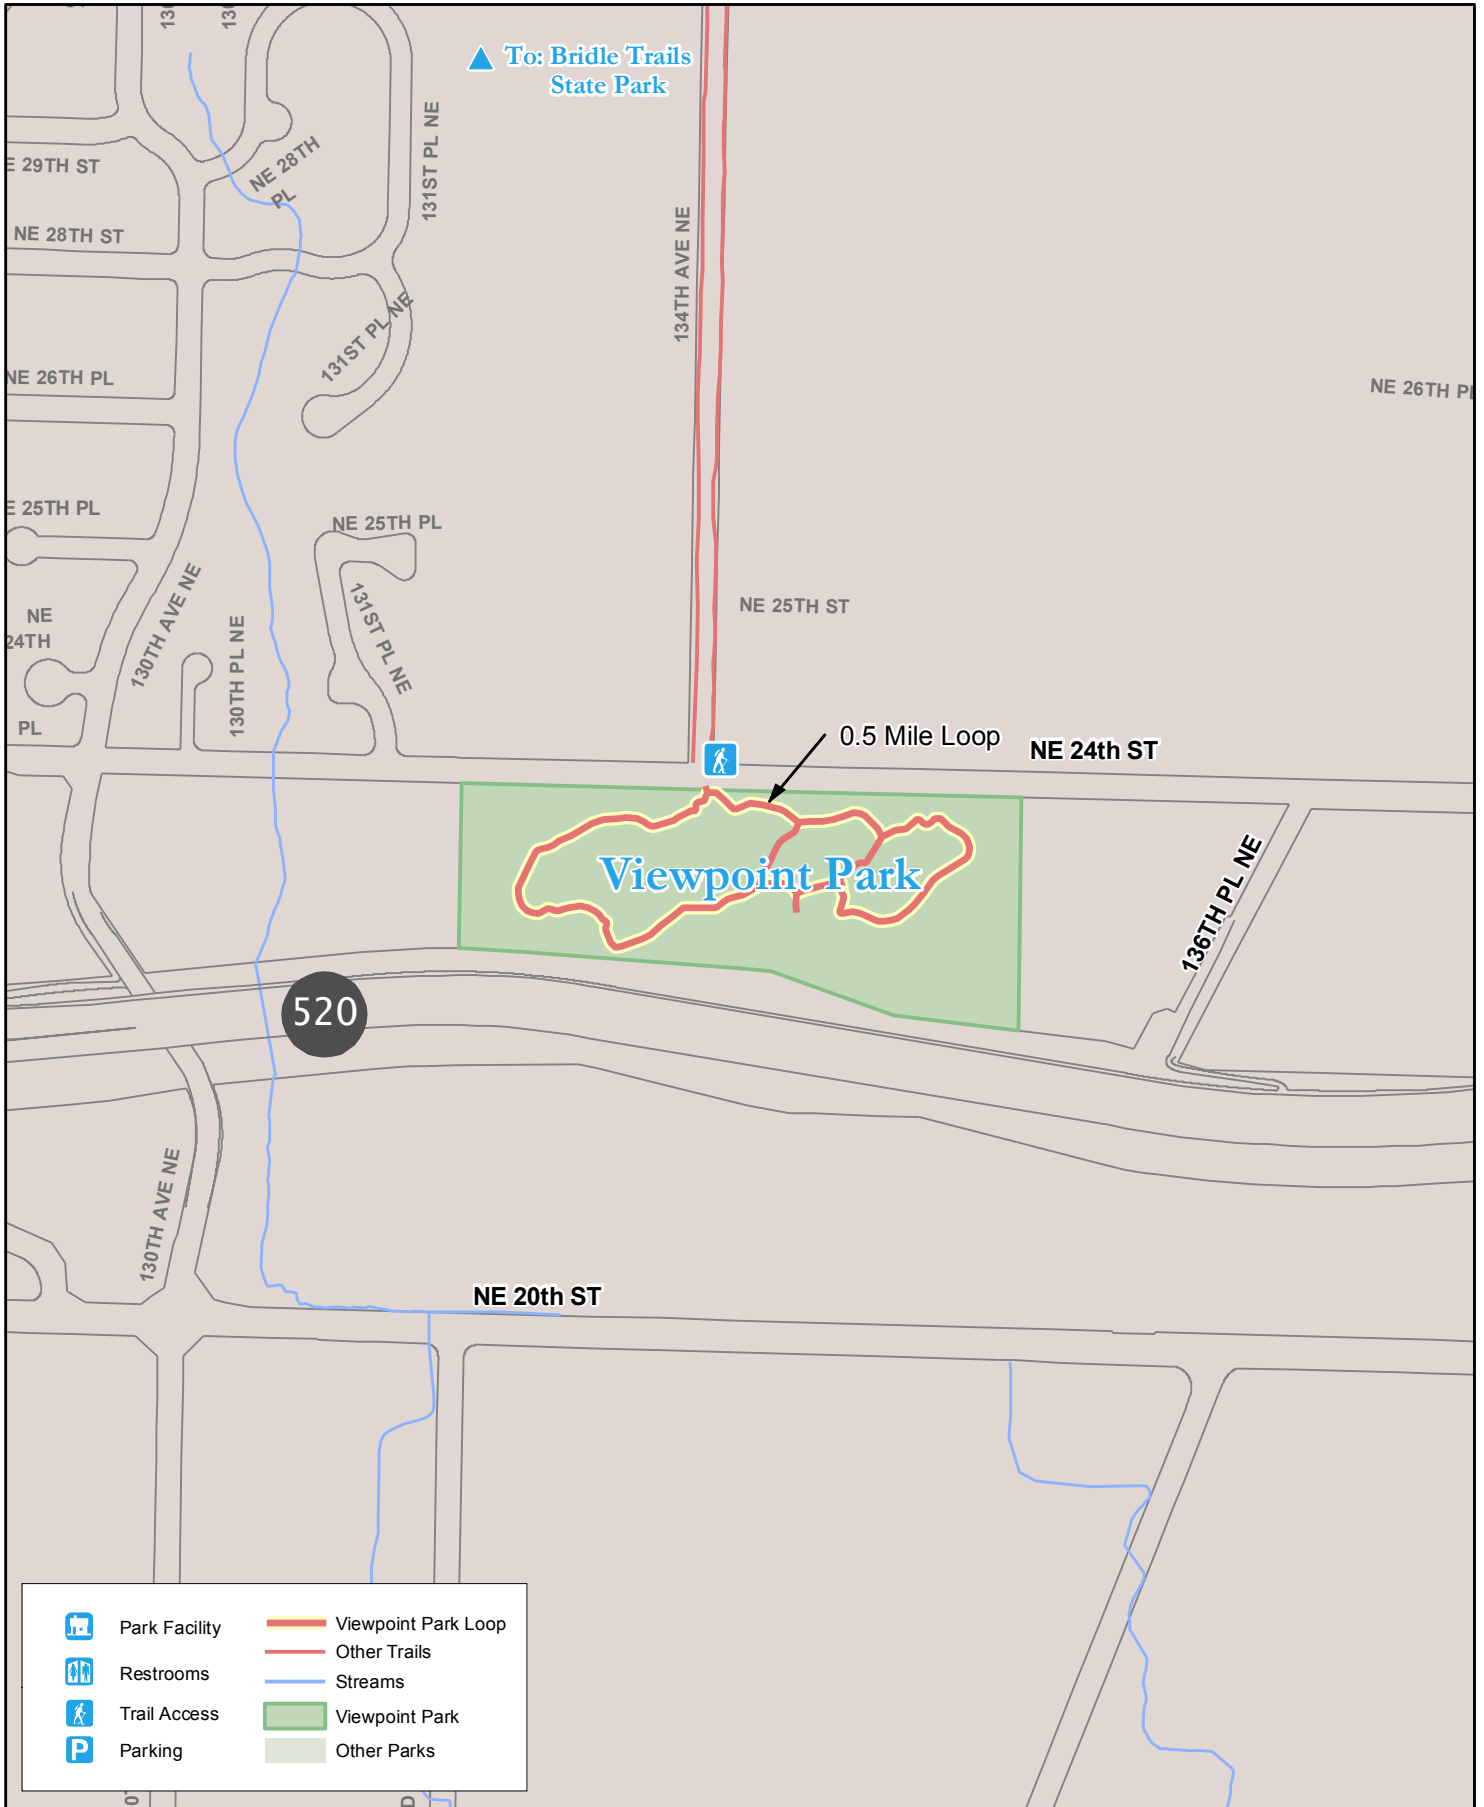 To: Bridle Trails
State Park
NE 28TH
PL
131ST PL NE
E 29TH ST
NE 28TH ST
134TH AVE NE
131ST PL NE
NE 26TH PL
NE 26TH PL
E 25TH PL
NE 25TH PL
130TH AVE NE
131ST PL NE
NE 25TH ST
NE
24TH
PL
130TH PL NE
0.5 Mile Loop
NE 24th ST
Viewpoint Park
136TH PL NE
520
130TH AVE NE
NE 20th ST
Park Facility
Restrooms
Trail Access
P
Parking
Viewpoint Park Loop
Other Trails
Streams
Viewpoint Park
Other Parks